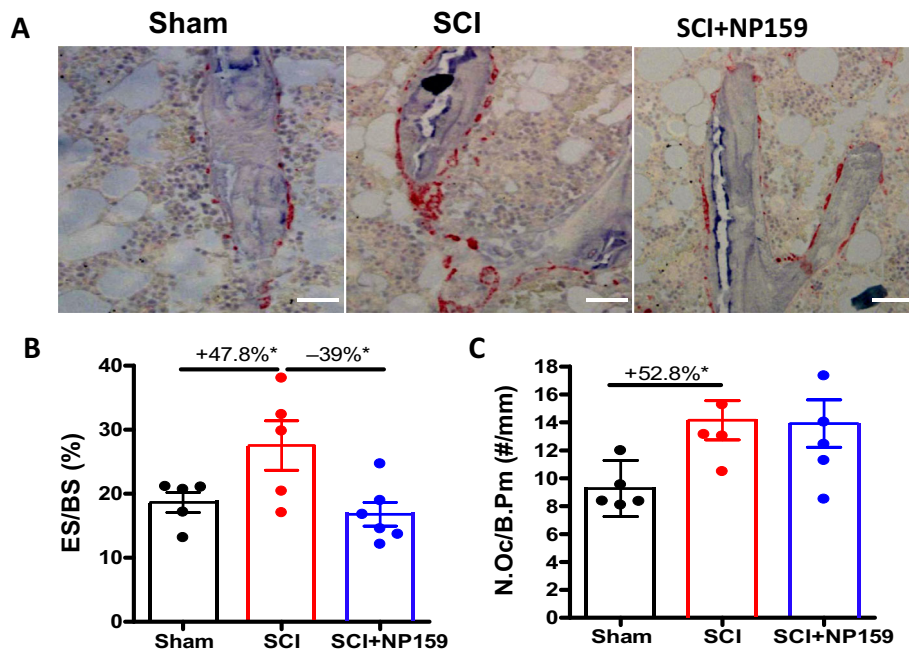 A
Sham
SCI
SCI+NP159
B
+47.8%*
–39%*
ES/BS (%)
40
30
20
10
0
Sham
SCI
SCI+NP159
C
+52.8%*
N.Oc/B.Pm (#/mm)
18
16
14
12
10
8
6
4
2
0
Sham
SCI
SCI+NP159